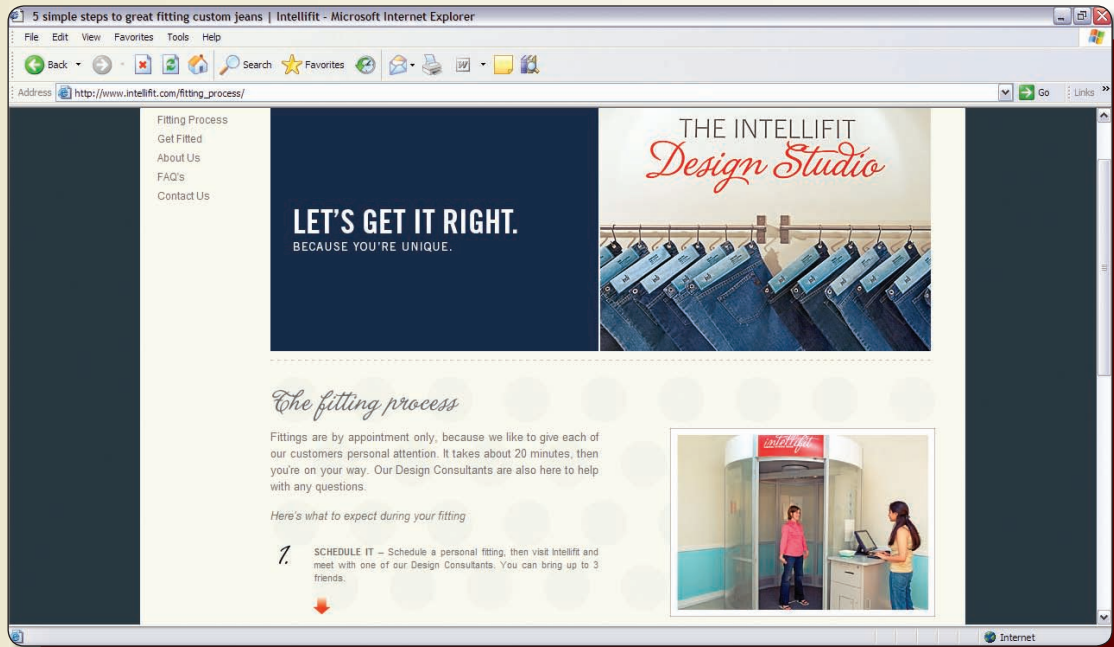 5 simple steps to great fitting custom jeans | Intellifit - Microsoft Internet Explorer
File Edit View Favorites Tools Help
Back Search Favorites
Address http://www.intellifit.com/fitting_process/ Go Links »
Fitting Process
Get Fitted
About Us
FAQ's
Contact Us
LET'S GET IT RIGHT.
BECAUSE YOU'RE UNIQUE.
THE INTELLIFIT
Design Studio
The fitting process
Fittings are by appointment only, because we like to give each of
our customers personal attention. It takes about 20 minutes, then
you're on your way. Our Design Consultants are also here to help
with any questions.
Here's what to expect during your fitting
1. SCHEDULE IT – Schedule a personal fitting, then visit Intellifit and
meet with one of our Design Consultants. You can bring up to 3
friends.
intellifit
Internet